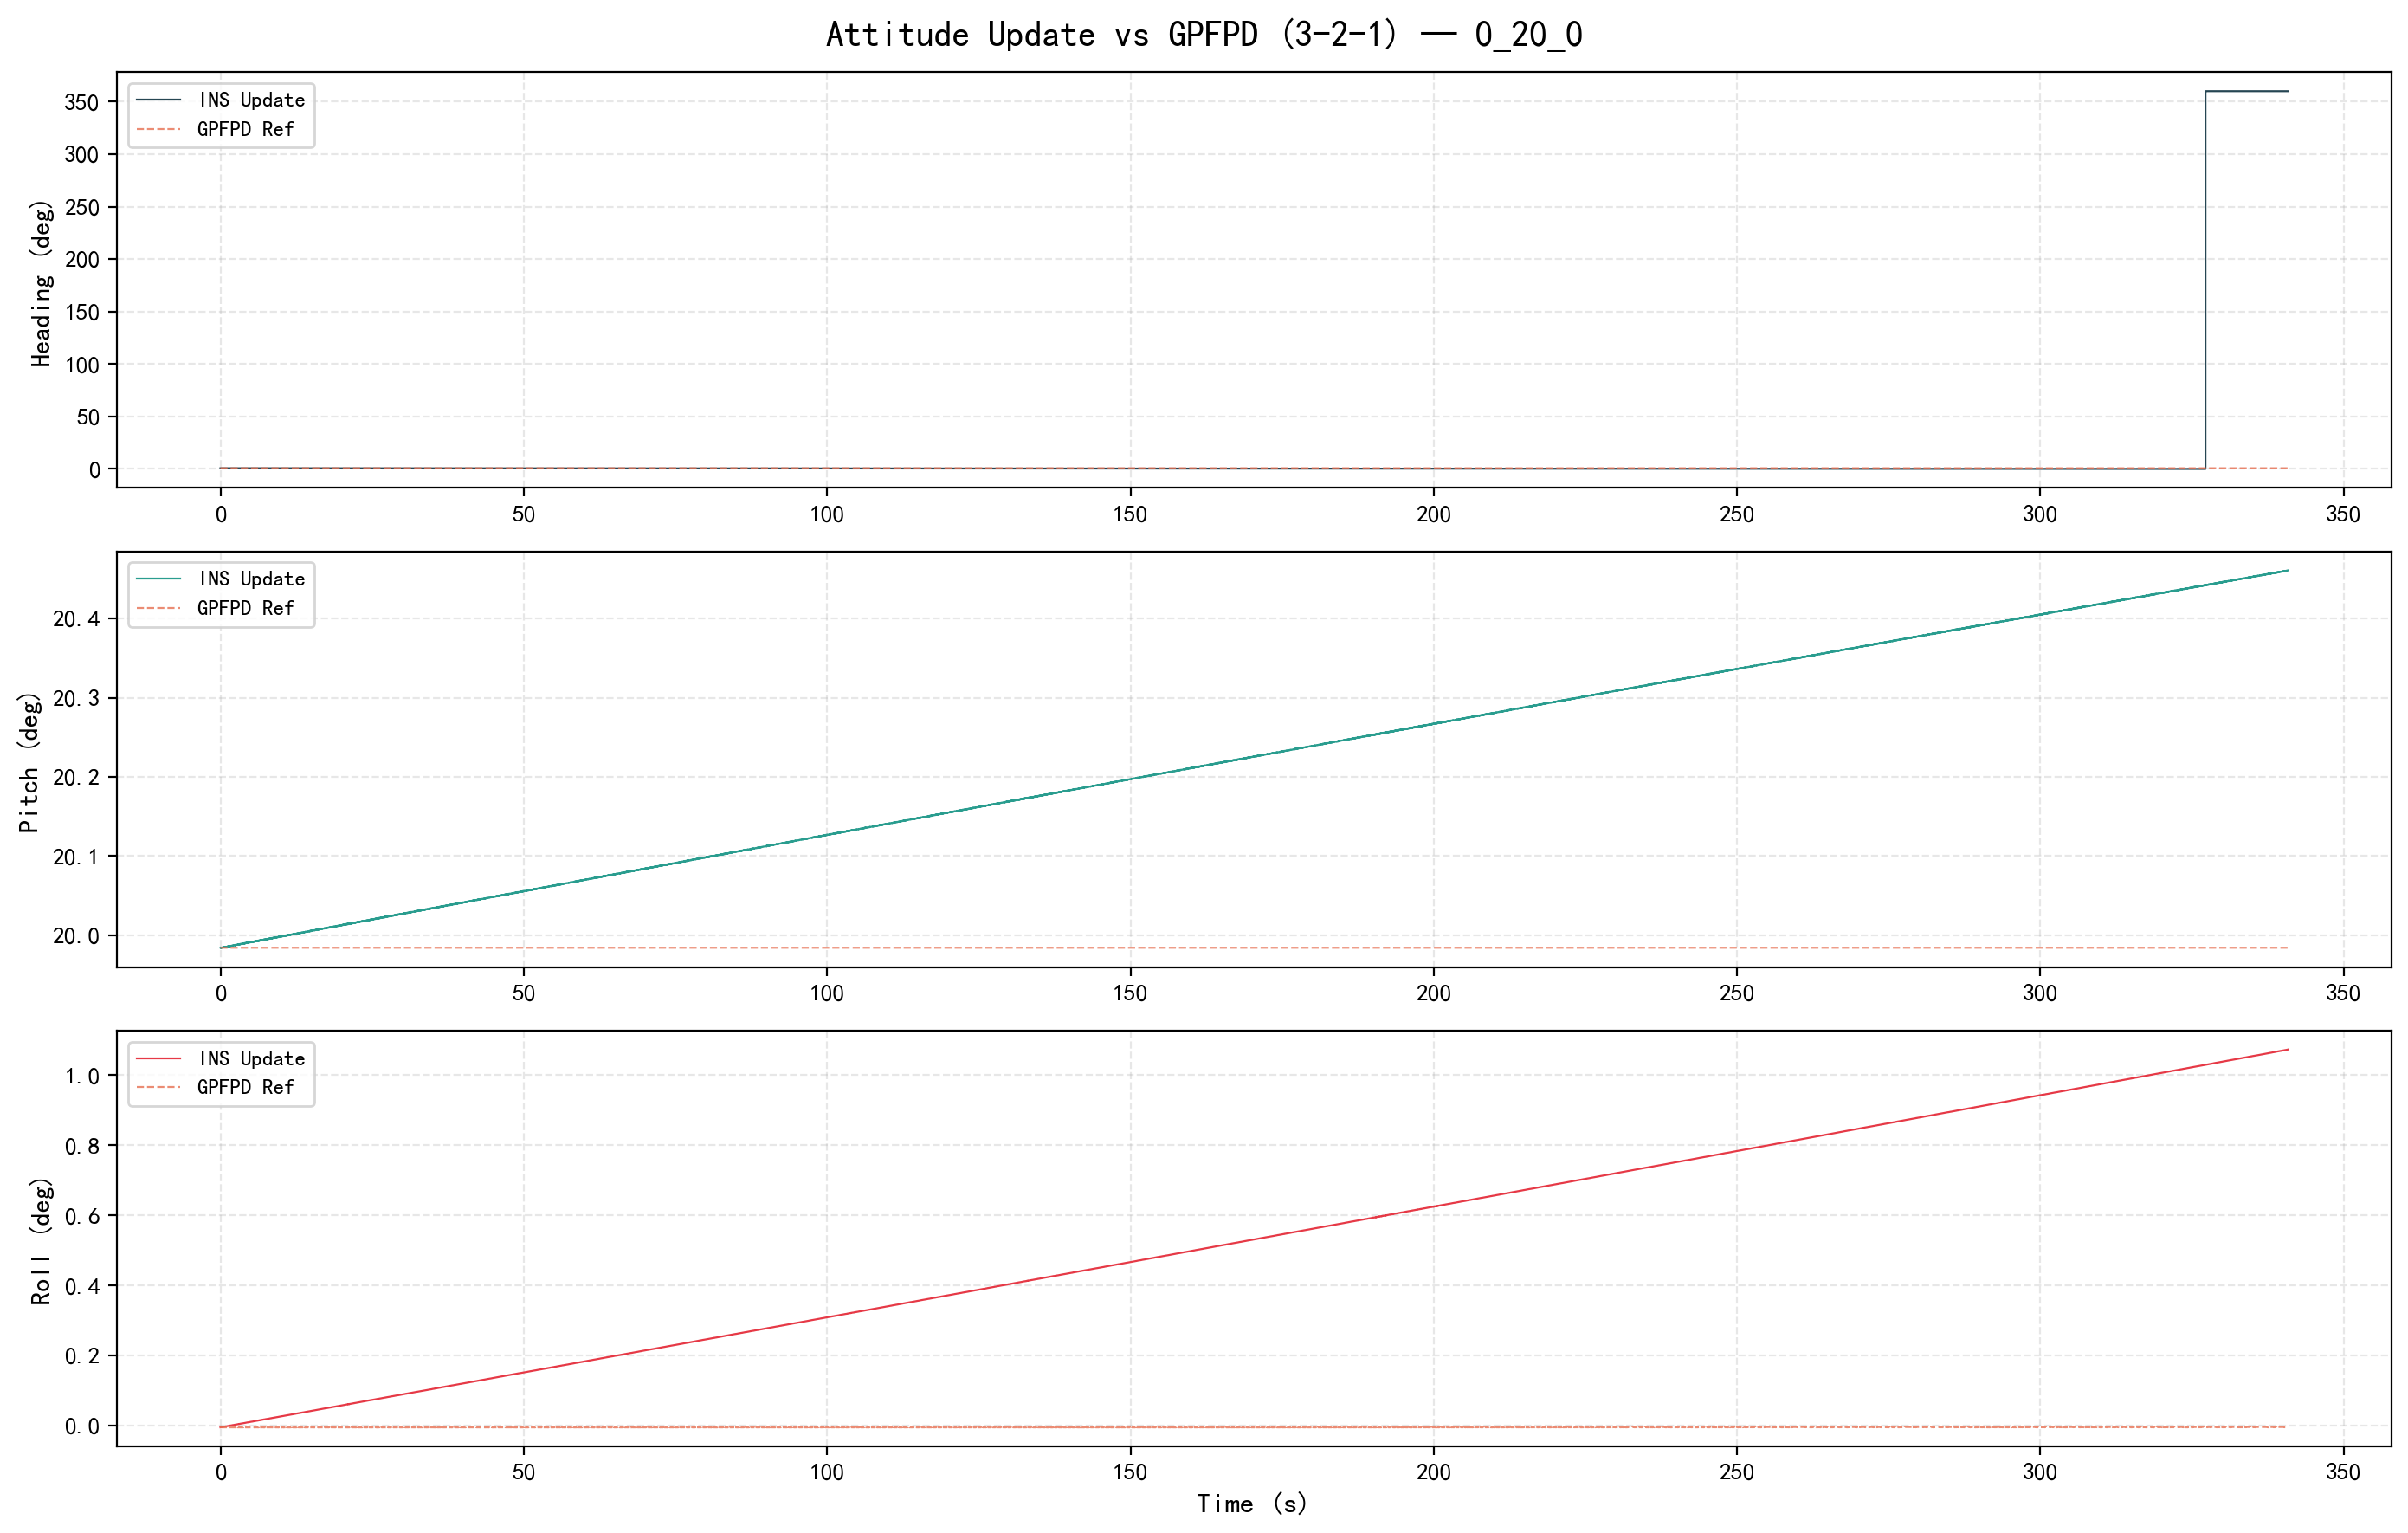 Attitude Update vs GPFPD (3-2-1) — 0_20_0
Heading (deg)
350
300
250
200
150
100
50
0
INS Update
GPFPD Ref
0 50 100 150 200 250 300 350
Pitch (deg)
20.4
20.3
20.2
20.1
20.0
INS Update
GPFPD Ref
0 50 100 150 200 250 300 350
Roll (deg)
1.0
0.8
0.6
0.4
0.2
0.0
INS Update
GPFPD Ref
0 50 100 150 200 250 300 350
Time (s)